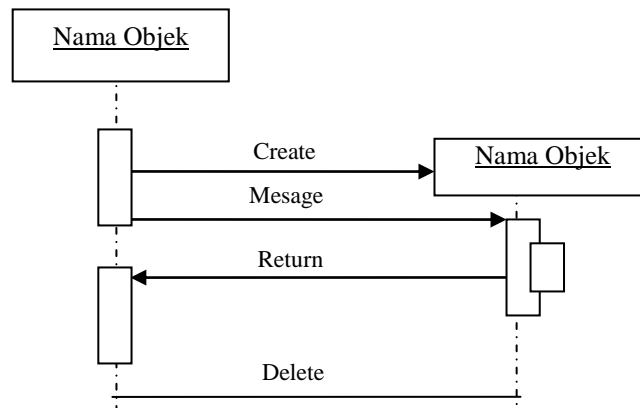 Nama Objek
Create
Nama Objek
Mesage
Return
Delete